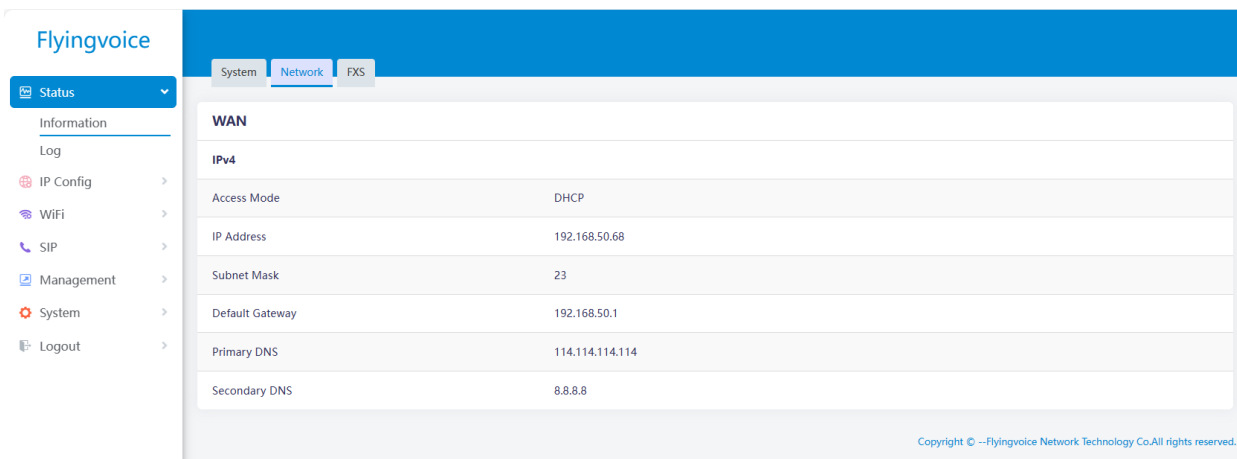 Flyingvoice
System Network FXS
Status
Information
Log
IP Config
WiFi
SIP
Management
System
Logout
WAN
IPv4
Access Mode DHCP
IP Address 192.168.50.68
Subnet Mask 23
Default Gateway 192.168.50.1
Primary DNS 114.114.114.114
Secondary DNS 8.8.8.8
Copyright © --Flyingvoice Network Technology Co.All rights reserved.